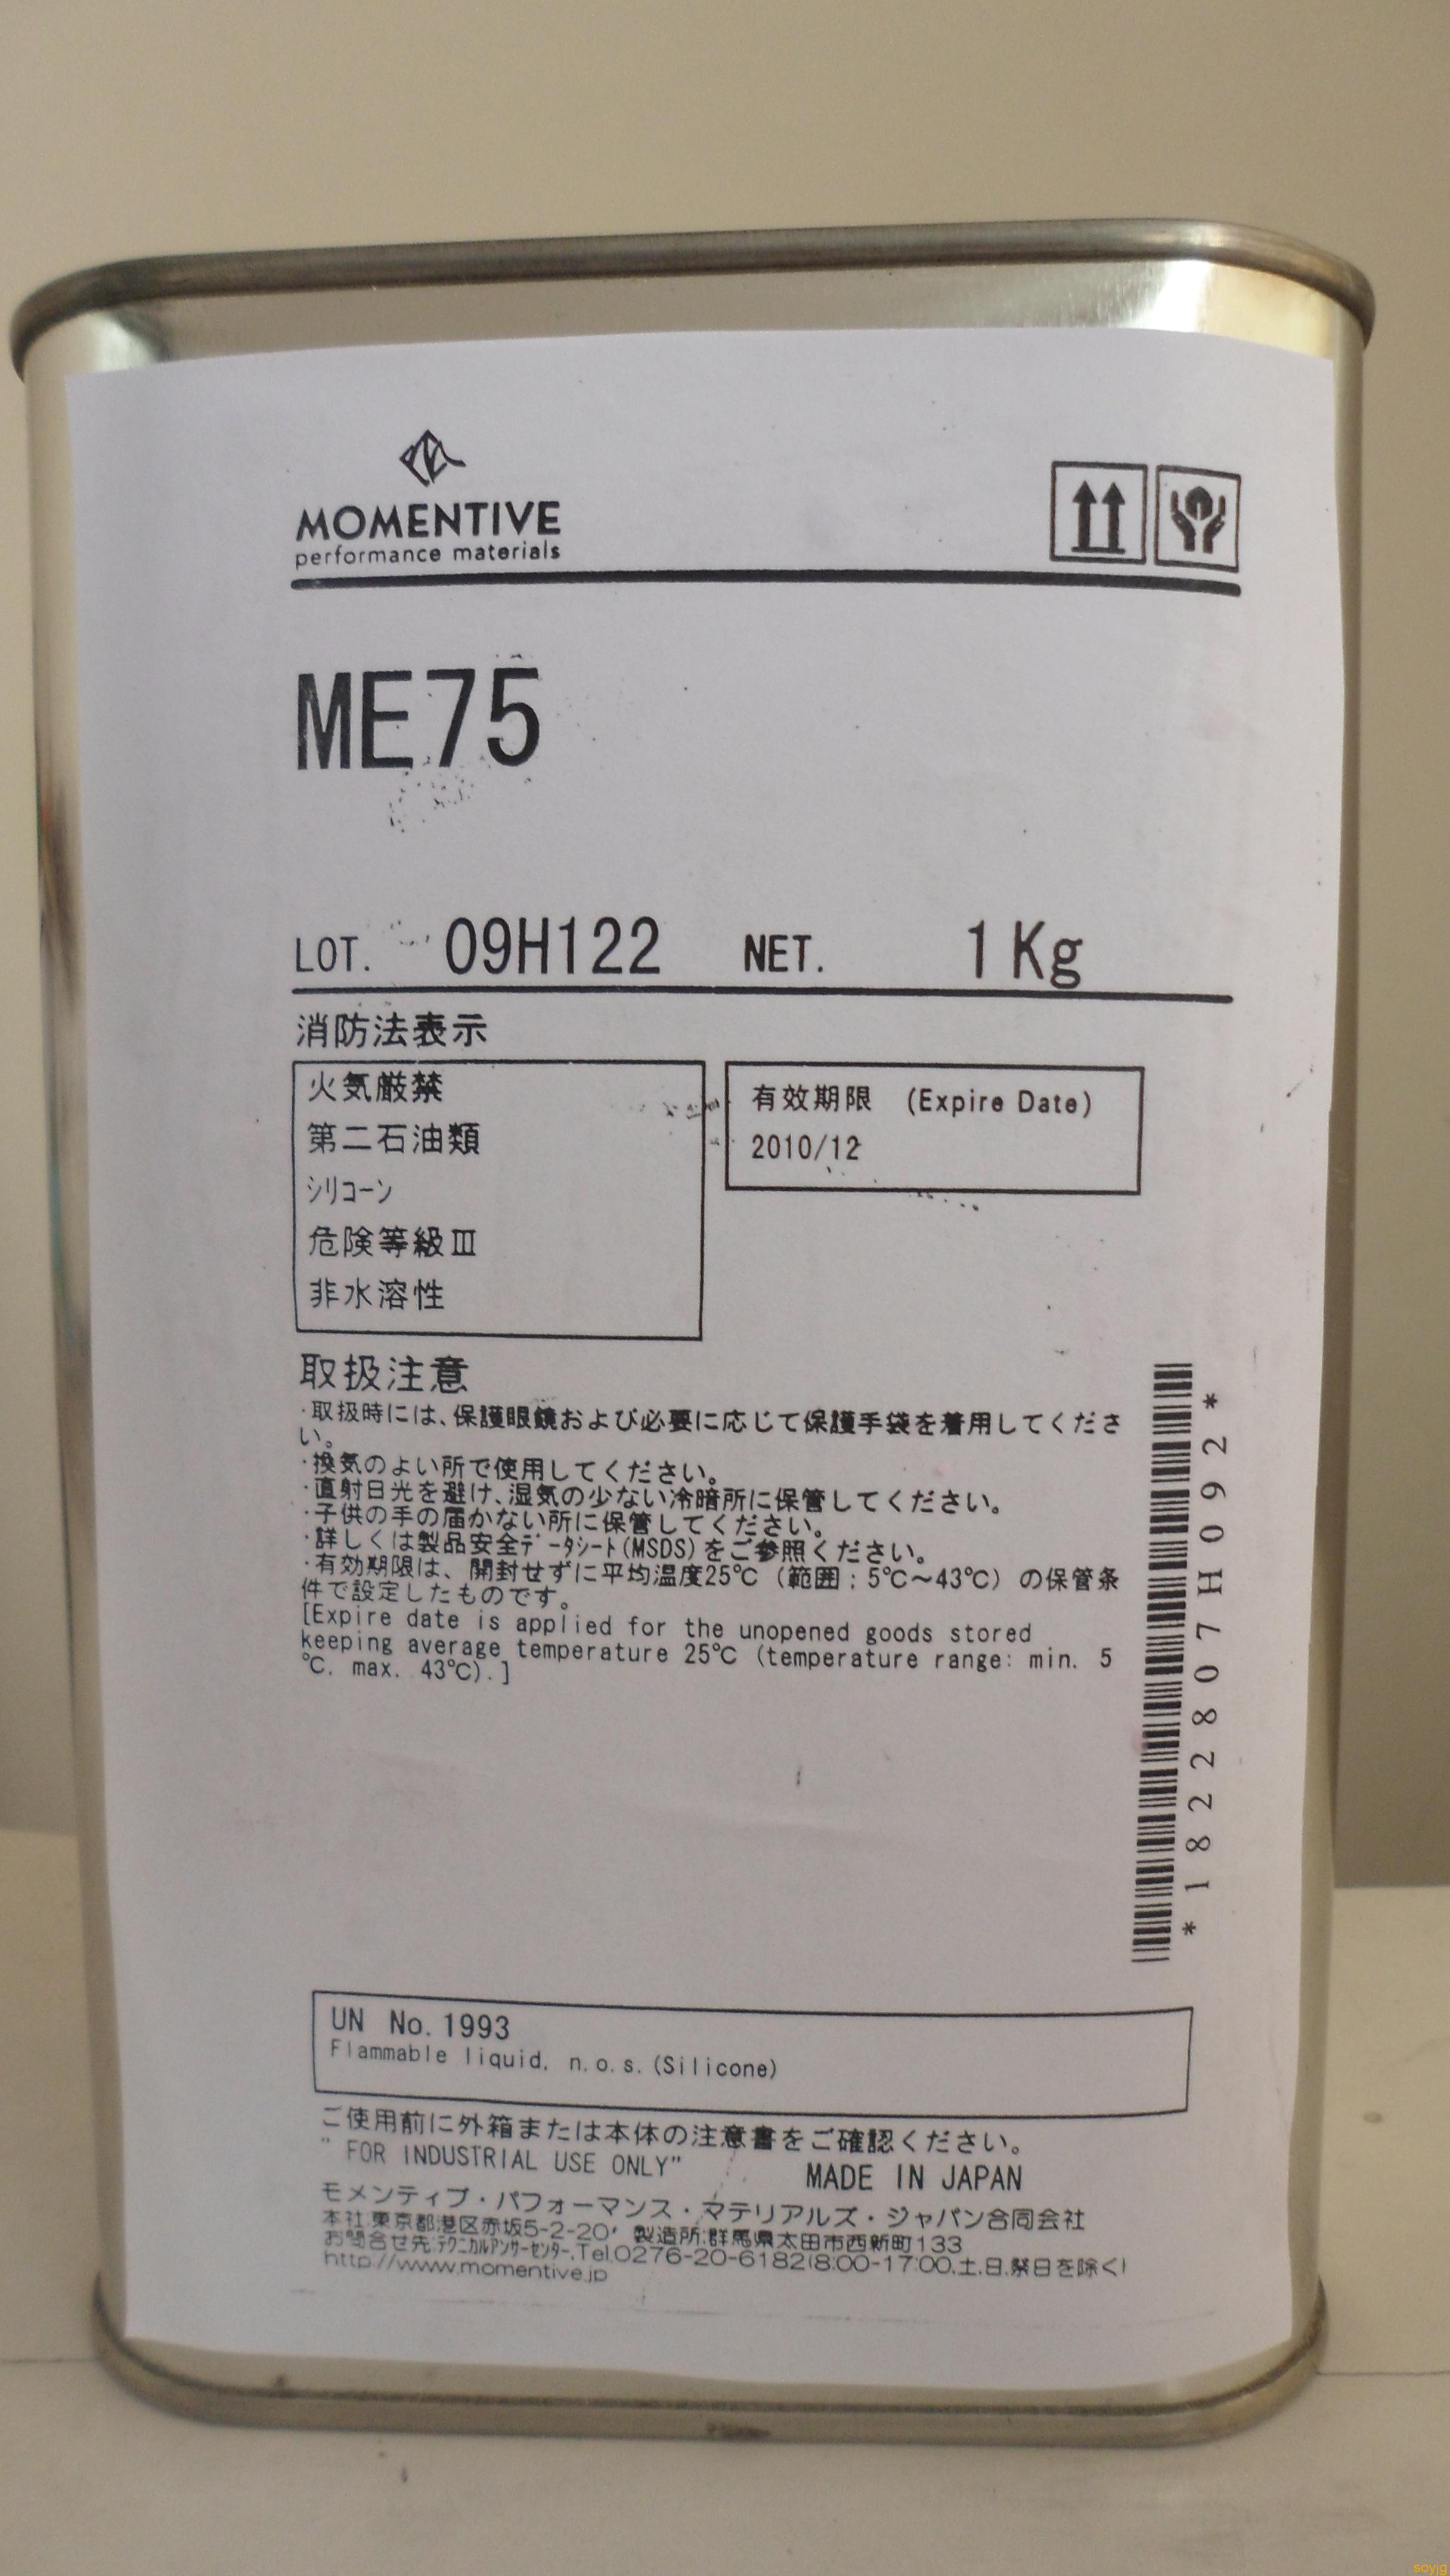 MOMENTIVE
performance materials
ME75
LOT. 09H122 NET. 1Kg
消防法表示
火気厳禁
第二石油類
シリコーン
危険等級Ⅲ
非水溶性
有效期限 (Expire Date)
2010/12
取扱注意
·取扱時には、保護眼鏡および必要に応じて保護手袋を着用してくださ
い。
·換気のよい所で使用してください。
·直射日光を避け、湿気の少ない冷暗所に保管してください。
·子供の手の届かない所に保管してください。
·詳しくは製品安全データシート(MSDS)をご参照ください。
·有効期限は、開封せずに平均温度25℃(範囲;5℃~43℃)の保管条
件で設定したものです。
[Expire date is applied for the unopened goods stored
keeping average temperature 25℃ (temperature range: min. 5
℃. max. 43℃).]
*1822807H092*
UN No. 1993
Flammable liquid. n.o.s.(Silicone)
ご使用前に外箱または本体の注意書をご確認ください。
" FOR INDUSTRIAL USE ONLY"
MADE IN JAPAN
モメンティブ・パフォーマンス・マテリアルズ・ジャパン合同会社
本社:東京都港区赤坂5-2-20, 製造所:群馬県太田市西新町133
お問合せ先:テクニカルアンサーセンター.Tel.0276-20-6182(8:00-17:00.土.日.祭日を除く)
http://www.momentive.jp
soyjg